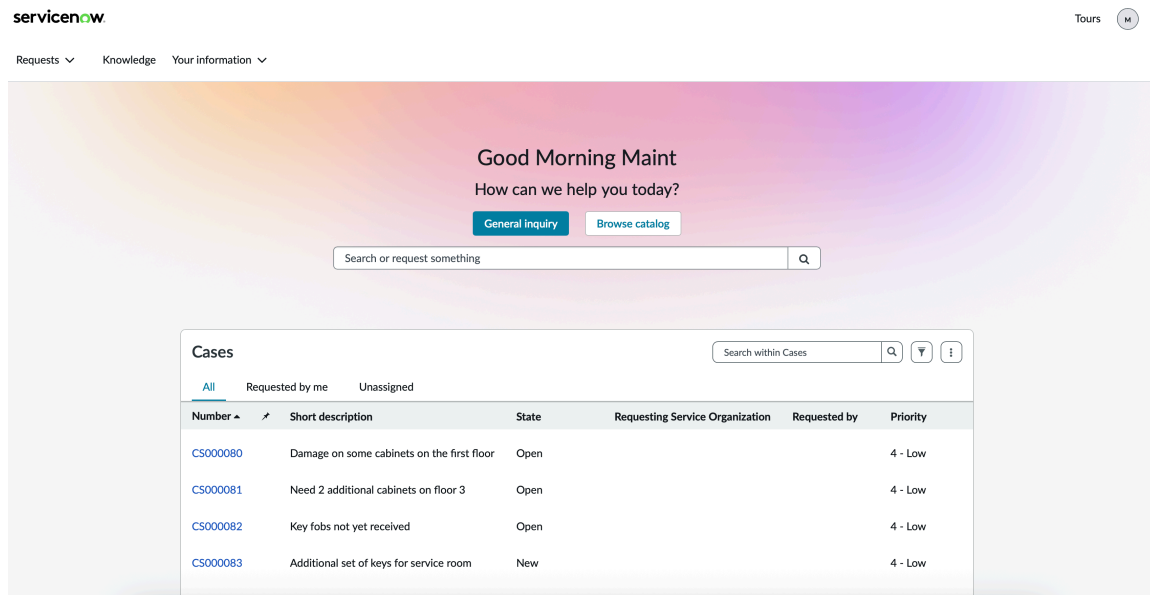 servicenow.
Tours
M
Requests
Knowledge
Your information
Good Morning Maint
How can we help you today?
General inquiry
Browse catalog
Search or request something
Cases
Search within Cases
All
Requested by me
Unassigned
Number Short description State Requesting Service Organization Requested by Priority
CS000080 Damage on some cabinets on the first floor Open 4 - Low
CS000081 Need 2 additional cabinets on floor 3 Open 4 - Low
CS000082 Key fobs not yet received Open 4 - Low
CS000083 Additional set of keys for service room New 4 - Low